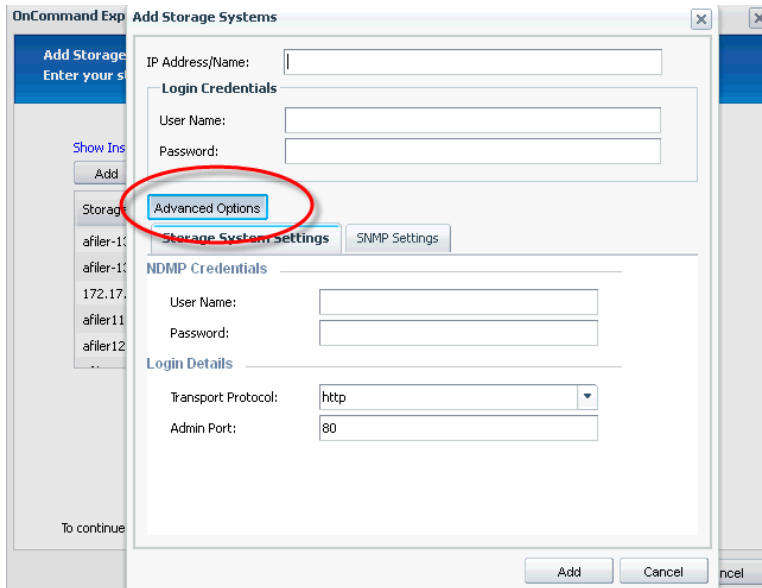 OnCommand Exp
Add Storage Systems
Add Storage
Enter your s
IP Address/Name:
Login Credentials
User Name:
Password:
Show Ins
Add
Advanced Options
Storage
Storage System Settings
SNMP Settings
afiler-13
afiler-13
172.17.
afiler11
afiler12
NDMP Credentials
User Name:
Password:
Login Details
Transport Protocol:
http
Admin Port:
80
To continue
Add
Cancel
ncel